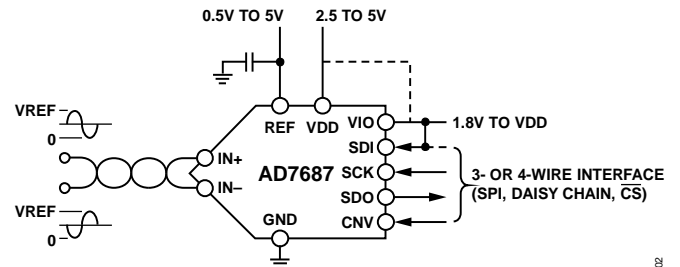 0.5V TO 5V 2.5 TO 5V
REF VDD VIO 1.8V TO VDD
VREF
0
SDI
IN+ AD7687 SCK 3- OR 4-WIRE INTERFACE
SDO (SPI, DAISY CHAIN, CS)
IN–
VREF GND CNV
0
02